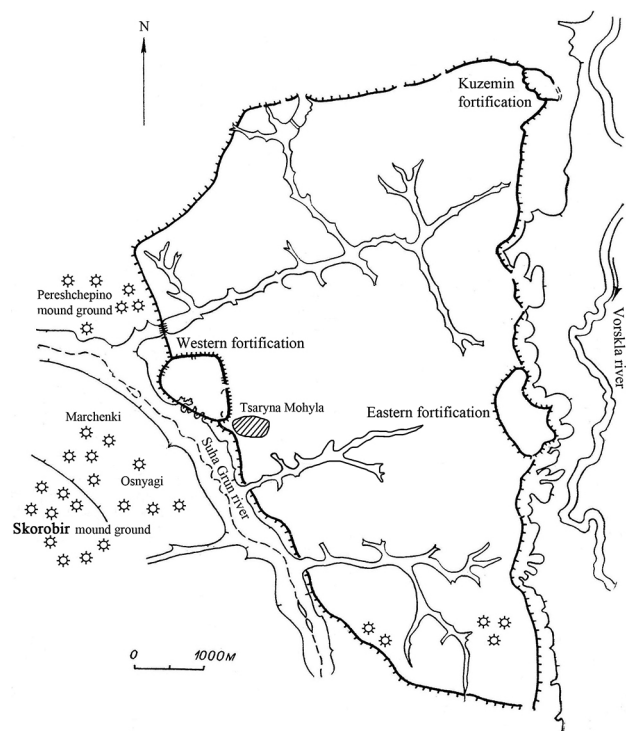 N
Kuzemin
fortification
Pereshchepino
mound ground
Western fortification
Vorskla river
Tsaryna Mohyla
Eastern fortification
Marchenki
Suha Grun river
Osnyagi
Skorobir mound ground
0 1000 м